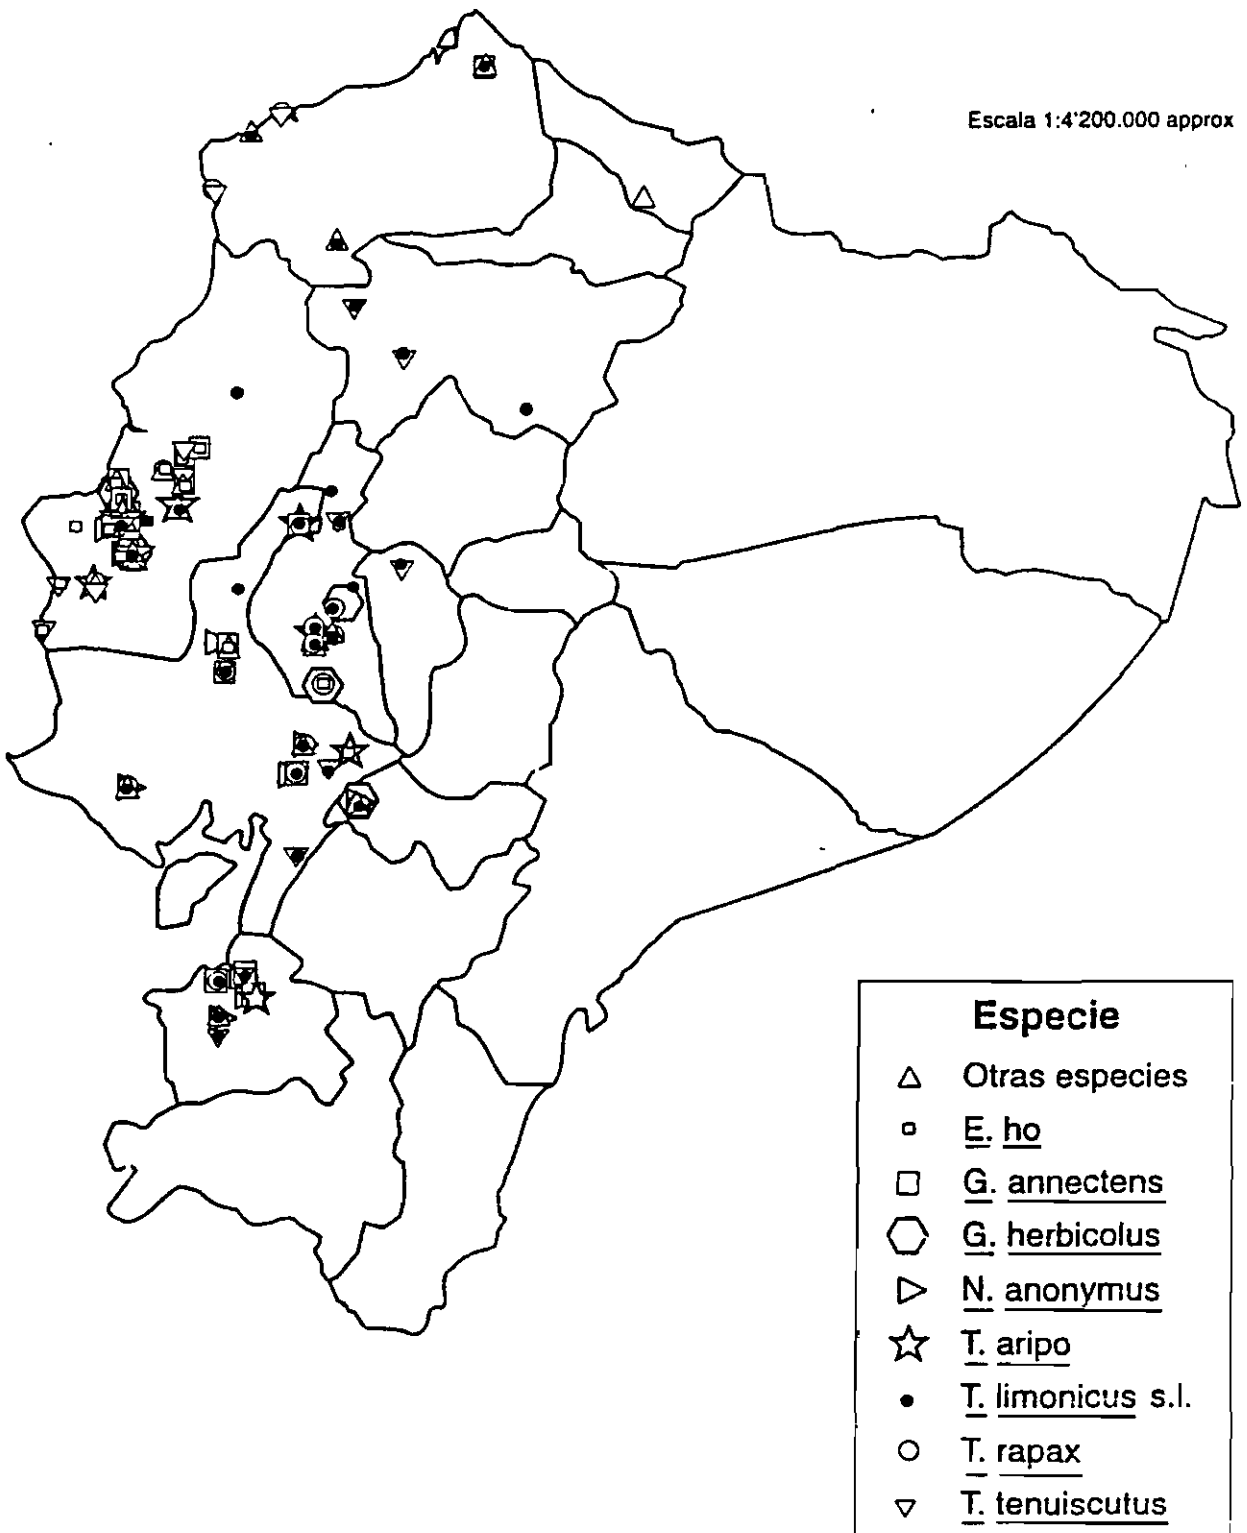 Escala 1:4'200.000 approx
Especie
Otras especies
E. ho
G. annectens
G. herbicolus
N. anonymus
T. aripo
T. limonicus s.l.
T. rapax
T. tenuiscutus